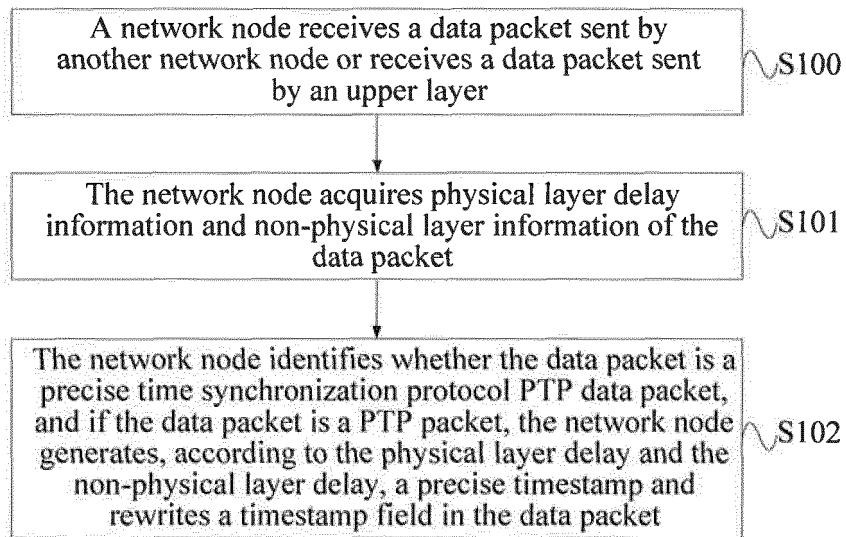 A network node receives a data packet sent by
another network node or receives a data packet sent
by an upper layer
S100
The network node acquires physical layer delay
information and non-physical layer information of the
data packet
S101
The network node identifies whether the data packet is a
precise time synchronization protocol PTP data packet,
and if the data packet is a PTP packet, the network node
generates, according to the physical layer delay and the
non-physical layer delay, a precise timestamp and
rewrites a timestamp field in the data packet
S102